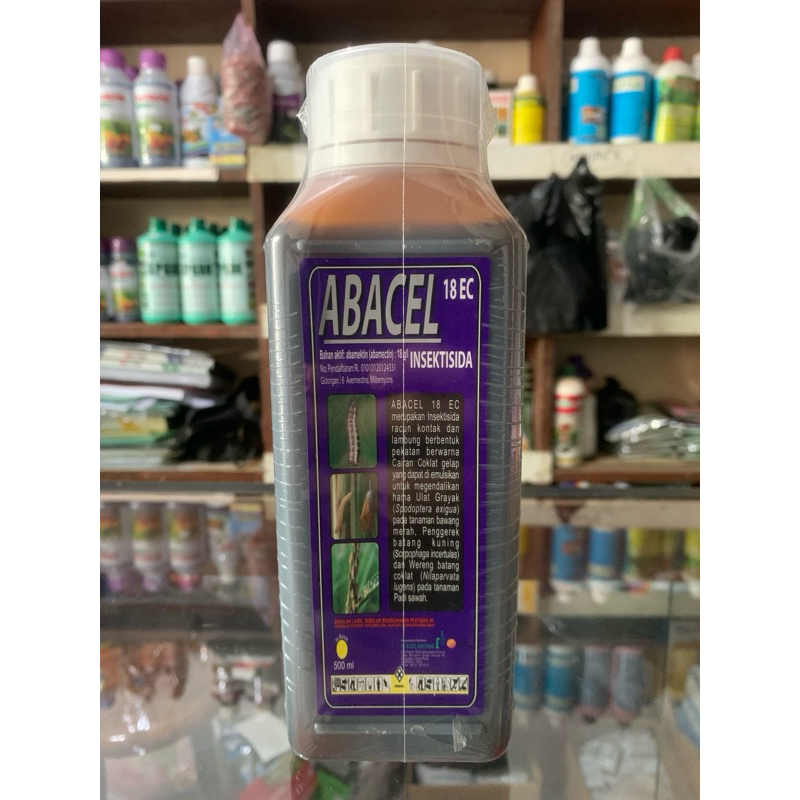 ABACEL 18 EC
Bahan aktif: abamektin (abamectin) : 18 g/l
INSEKTISIDA
No. Pendaftaran:RI. 01010120124331
Golongan : 6 Avemectins, Milbemycins
ABACEL 18 EC
merupakan Insektisida
racun kontak dan
lambung berbentuk
pekatan berwarna
Cairan Coklat gelap
yang dapat di emulsikan
untuk megendalikan
hama Ulat Grayak
(Spodoptera exigua)
pada tanaman bawang
merah, Penggerek
batang kuning
(Scirpophaga incertulas)
dan Wereng batang
coklat (Nilaparvata
lugens) pada tanaman
Padi sawah.
BACALAH LABEL SEBELUM MENGGUNAKAN PESTISIDA INI
500 ml